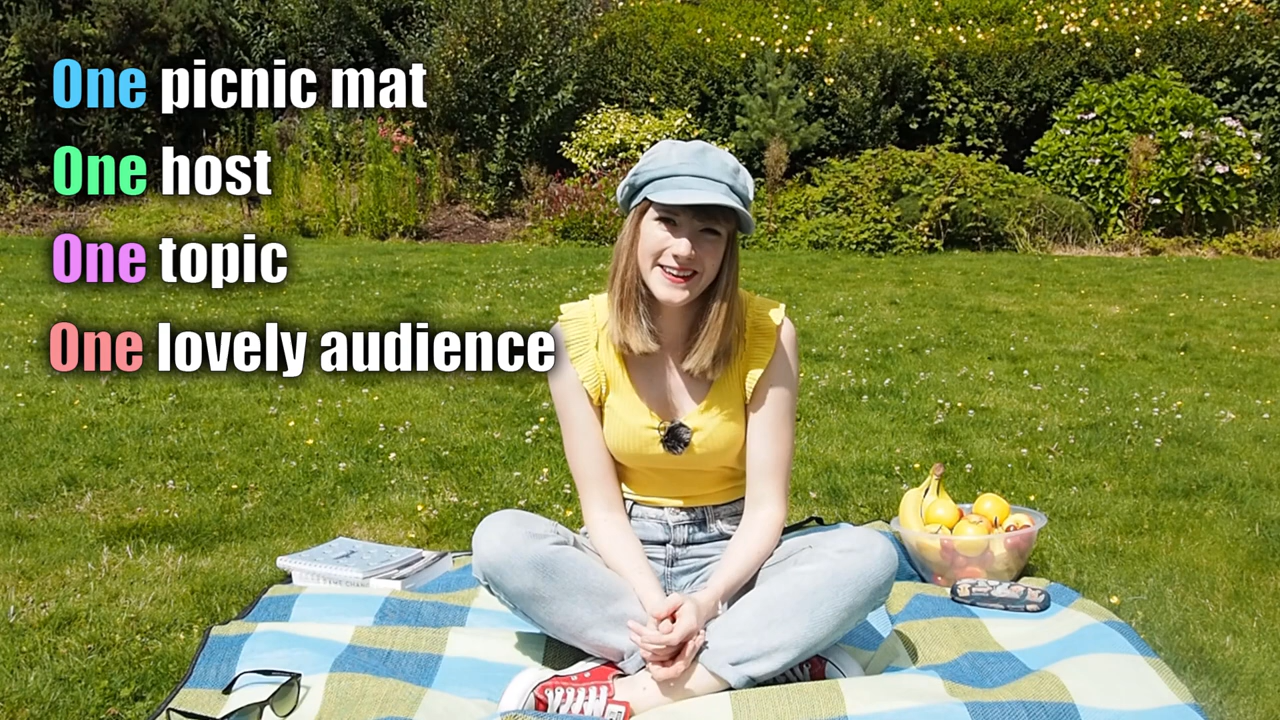 One picnic mat
One host
One topic
One lovely audience